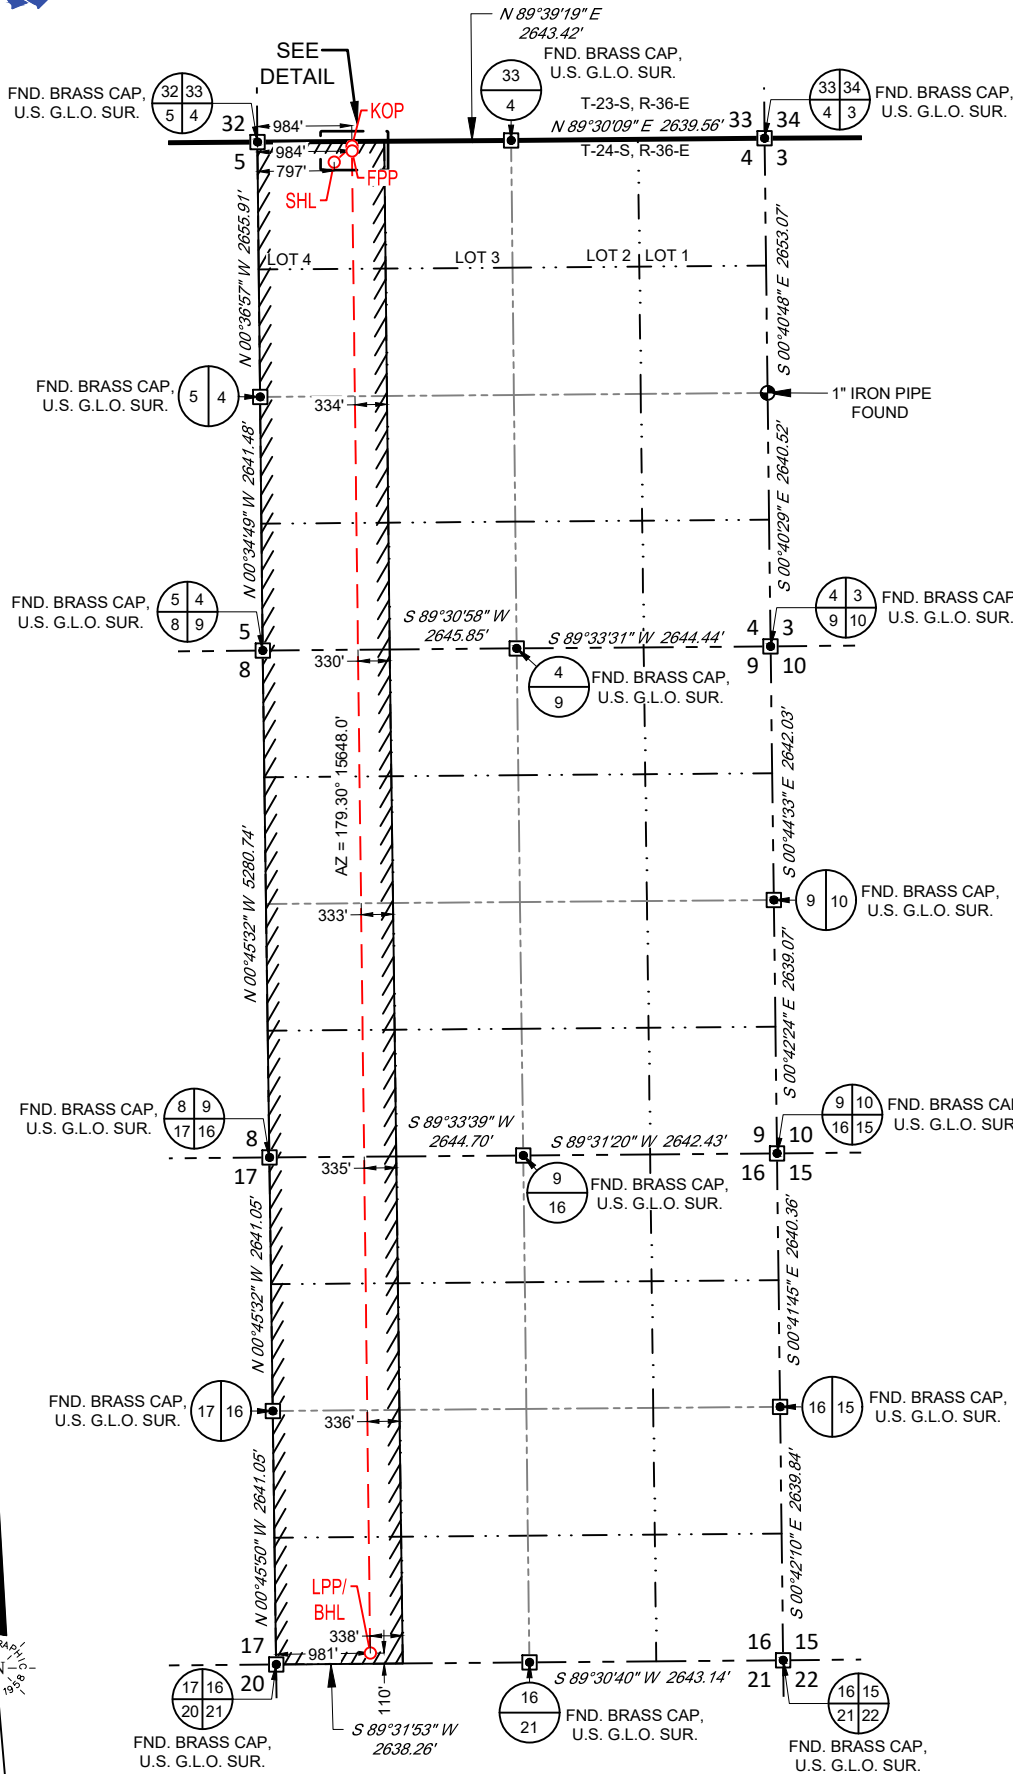 N 89°39'19" E
2643.42'
SEE
DETAIL
FND. BRASS CAP,
U.S. G.L.O. SUR.
33
4
FND. BRASS CAP,
U.S. G.L.O. SUR.
32 33
5 4
33 34
4 3
FND. BRASS CAP,
U.S. G.L.O. SUR.
T-23-S, R-36-E
KOP
32
984'
N 89°30'09" E 2639.56'
33 34
5
984'
T-24-S, R-36-E
4 3
797'
FPP
SHL
N 00°36'57" W 2655.91'
S 00°40'48" E 2653.07'
LOT 4
LOT 3
LOT 2
LOT 1
FND. BRASS CAP,
U.S. G.L.O. SUR.
5 4
334'
1" IRON PIPE
FOUND
N 00°34'49" W 2641.48'
S 00°40'29" E 2640.52'
FND. BRASS CAP,
U.S. G.L.O. SUR.
5 4
8 9
5
8
S 89°30'58" W
2645.85'
S 89°33'31" W 2644.44'
4 3
9 10
4 3
9 10
FND. BRASS CAP
U.S. G.L.O. SUR.
330'
4
9
FND. BRASS CAP,
U.S. G.L.O. SUR.
AZ = 179.30° 15648.0'
S 00°44'33" E 2642.03'
N 00°45'32" W 5280.74'
333'
9 10
FND. BRASS CAP,
U.S. G.L.O. SUR.
S 00°42'24" E 2639.07'
FND. BRASS CAP,
U.S. G.L.O. SUR.
8 9
17 16
8
17
S 89°33'39" W
2644.70'
S 89°31'20" W 2642.43'
9 10
16 15
9 10
16 15
FND. BRASS CA
U.S. G.L.O. SUR
335'
9
16
FND. BRASS CAP,
U.S. G.L.O. SUR.
N 00°45'32" W 2641.05'
S 00°41'45" E 2640.36'
FND. BRASS CAP,
U.S. G.L.O. SUR.
17 16
336'
16 15
FND. BRASS CAP,
U.S. G.L.O. SUR.
N 00°45'50" W 2641.05'
S 00°42'10" E 2639.84'
LPP/
BHL
17
20
338'
981'
110'
16 15
21 22
S 89°30'40" W 2643.14'
17 16
20 21
FND. BRASS CAP,
U.S. G.L.O. SUR.
S 89°31'53" W
2638.26'
16
21
FND. BRASS CAP,
U.S. G.L.O. SUR.
16 15
21 22
FND. BRASS CAP,
U.S. G.L.O. SUR.
N
1958